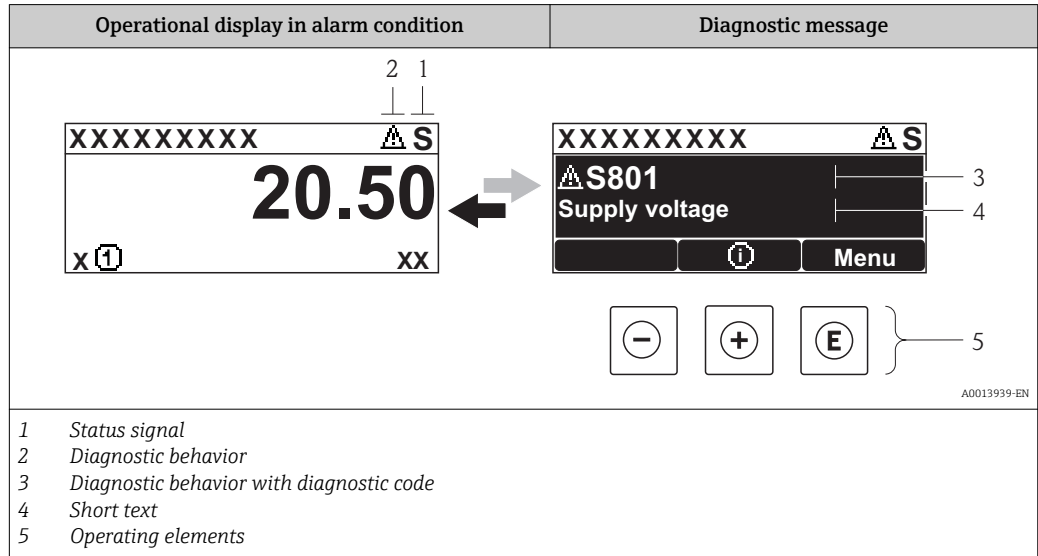 Operational display in alarm condition Diagnostic message
2 1
XXXXXXXXX ⚠ S XXXXXXXXX ⚠ S
20.50 ⚠S801 3
Supply voltage 4
X ① XX ⓘ Menu
− + E 5
A0013939-EN
1 Status signal
2 Diagnostic behavior
3 Diagnostic behavior with diagnostic code
4 Short text
5 Operating elements